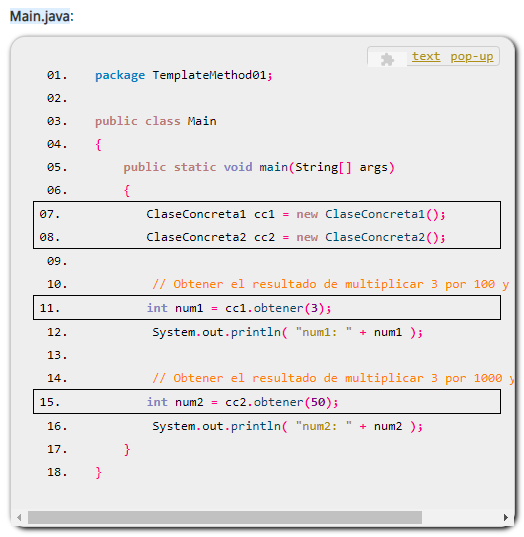 Main.java:
text pop-up
01. package TemplateMethod01;
02.
03. public class Main
04. {
05. public static void main(String[] args)
06. {
07. ClaseConcreta1 cc1 = new ClaseConcreta1();
08. ClaseConcreta2 cc2 = new ClaseConcreta2();
09.
10. // Obtener el resultado de multiplicar 3 por 100 y
11. int num1 = cc1.obtener(3);
12. System.out.println( "num1: " + num1 );
13.
14. // Obtener el resultado de multiplicar 3 por 1000 y
15. int num2 = cc2.obtener(50);
16. System.out.println( "num2: " + num2 );
17. }
18. }